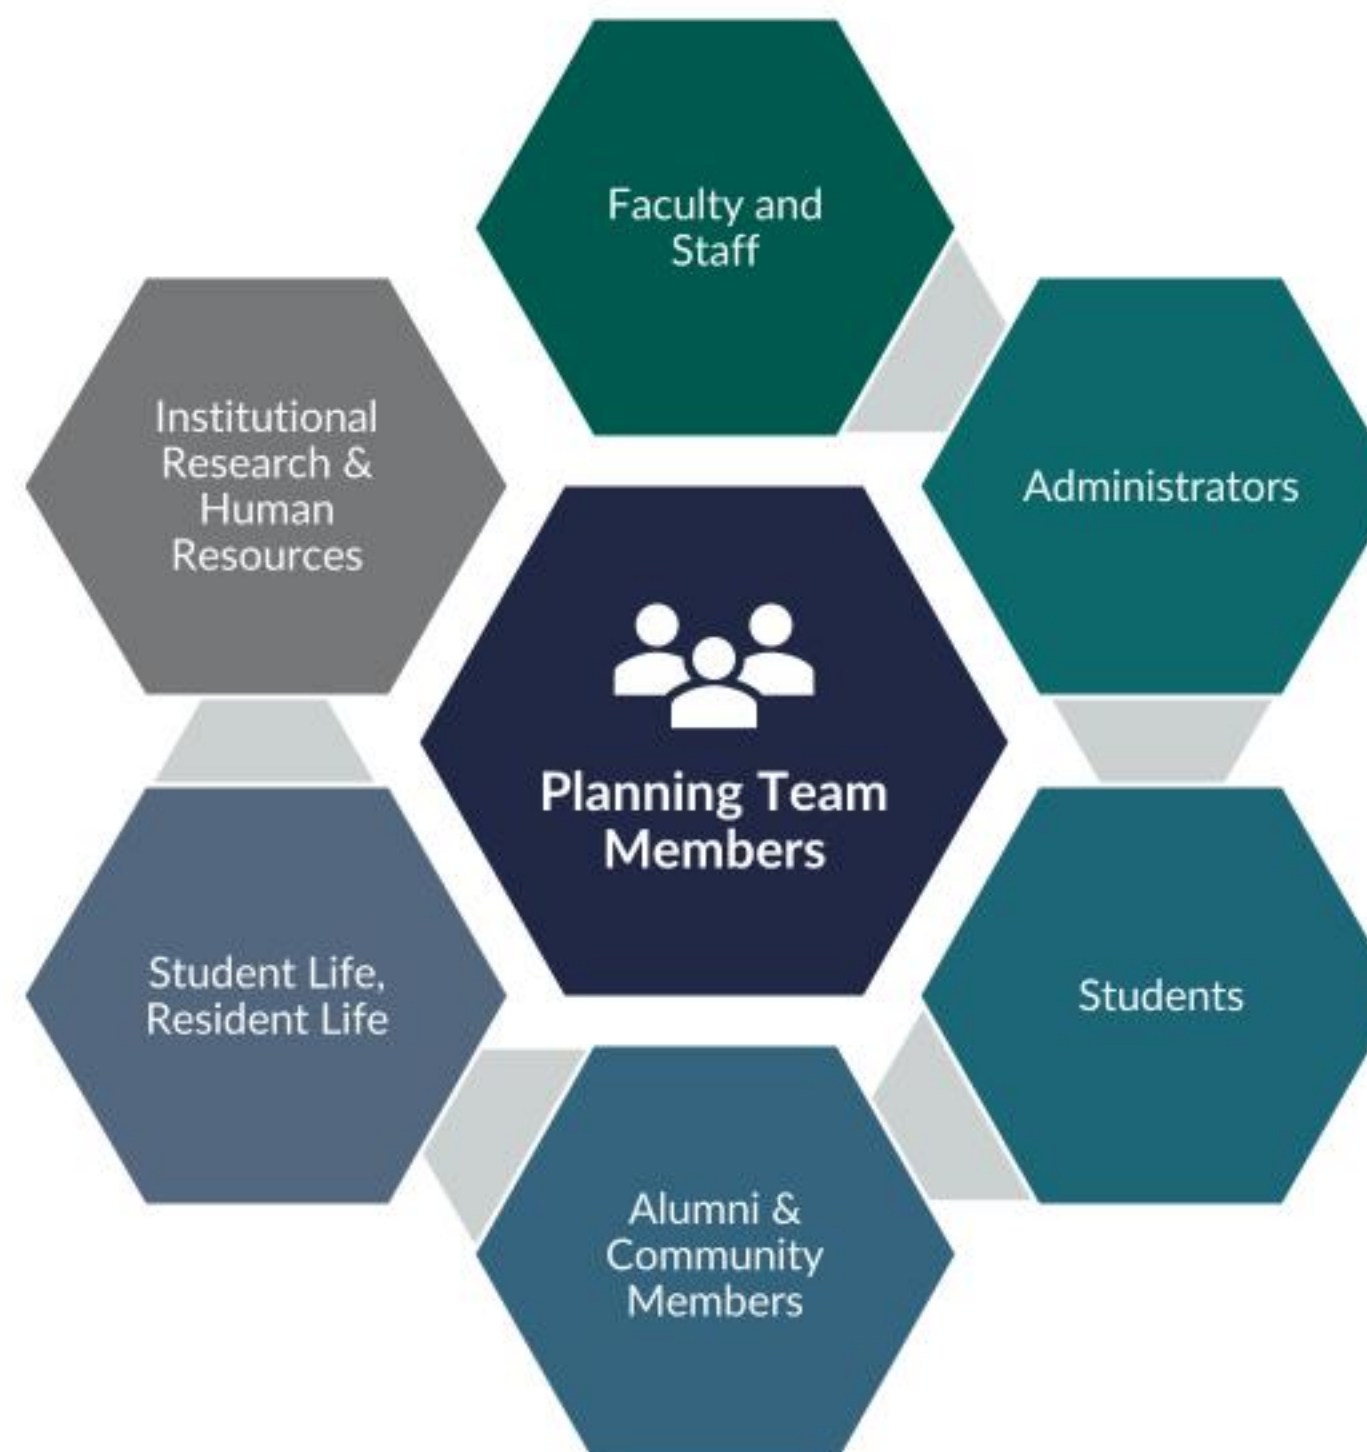 Faculty and
Staff
Administrators
Students
Alumni &
Community
Members
Student Life,
Resident Life
Institutional
Research &
Human
Resources
Planning Team
Members